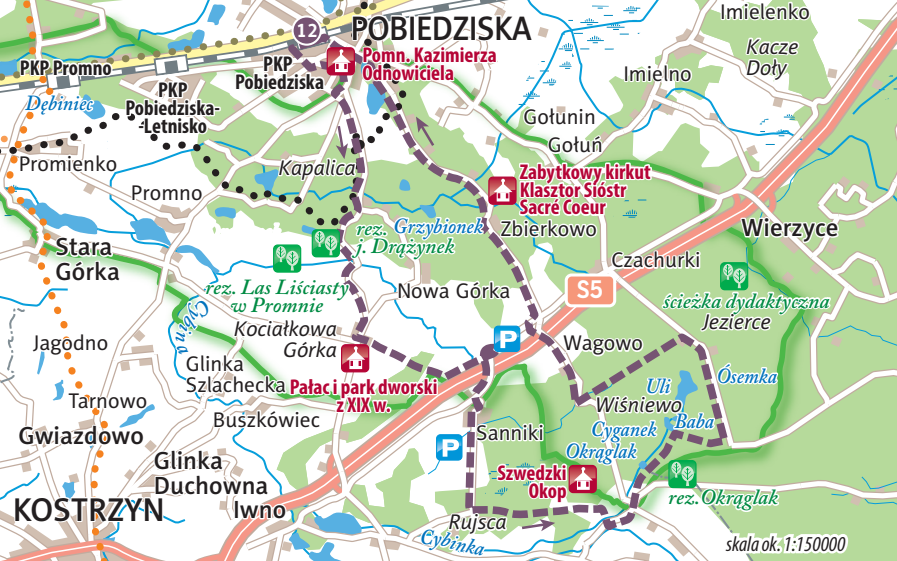 Imielenko
12
POBIEDZISKA
Kacze
Doły
PKP Promno
PKP
Pobiedziska
Pomn. Kazimierza
Odnowiciela
Imielno
Dębiniec
PKP
Pobiedziska-
-Letnisko
Gołunin
Gołuń
Promienko
Kapalica
Zabytkowy kirkut
Klasztor Sióstr
Sacré Coeur
Promno
Zbierkowo
Wierzyce
Stara
Górka
rez.
j. Drążynek
Grzybionek
Czachurki
rez. Las Liściasty
w Promnie
Nowa Górka
S5
ścieżka dydaktyczna
Jezierce
Cybina
Kociałkowa
Górka
P
Wagowo
Jagodno
Glinka
Szlachecka
Pałac i park dworski
z XIX w.
Uli
Ósemka
Tarnowo
Wiśniewo
Buszkówiec
Baba
Gwiazdowo
Sanniki
Cyganek
P
Okrąglak
Glinka
Duchowna
Szwedzki
Okop
rez. Okrąglak
KOSTRZYN
Iwno
Rujsca
Cybinka
skala ok. 1:150000